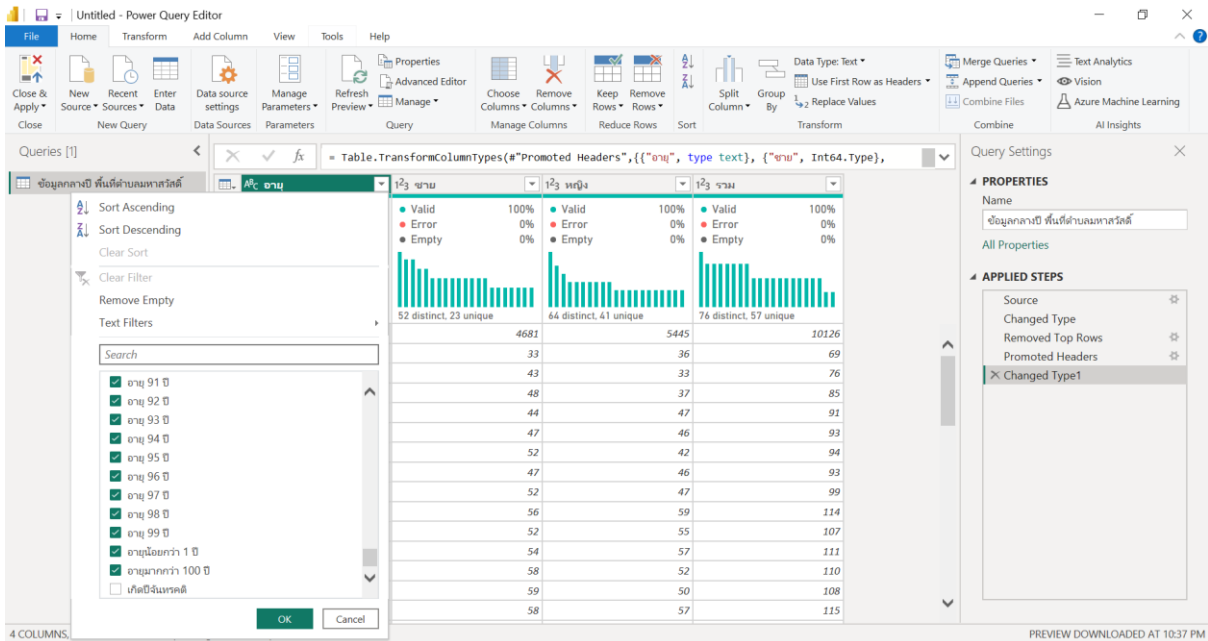 Untitled - Power Query Editor
File Home Transform Add Column View Tools Help
Close & Apply
New Source
Recent Sources
Enter Data
Data source settings
Manage Parameters
Refresh Preview
Properties
Advanced Editor
Manage
Choose Columns
Remove Columns
Keep Rows
Remove Rows
Split Column
Group By
Data Type: Text
Use First Row as Headers
Replace Values
Merge Queries
Append Queries
Combine Files
Text Analytics
Vision
Azure Machine Learning
Close New Query Data Sources Parameters Query Manage Columns Reduce Rows Sort Transform Combine AI Insights
Queries [1]
ข้อมูลกลางปี พื้นที่ตำบลมหาสวัสดิ์
fx = Table.TransformColumnTypes(#"Promoted Headers",{{"อายุ", type text}, {"ชาย", Int64.Type},
ABC อายุ 123 ชาย 123 หญิง 123 รวม
Sort Ascending
Sort Descending
Clear Sort
Clear Filter
Remove Empty
Text Filters
Search
อายุ 91 ปี
อายุ 92 ปี
อายุ 93 ปี
อายุ 94 ปี
อายุ 95 ปี
อายุ 96 ปี
อายุ 97 ปี
อายุ 98 ปี
อายุ 99 ปี
อายุน้อยกว่า 1 ปี
อายุมากกว่า 100 ปี
เกิดปีจันทรคติ
OK Cancel
Valid 100% Valid 100% Valid 100%
Error 0% Error 0% Error 0%
Empty 0% Empty 0% Empty 0%
52 distinct, 23 unique 64 distinct, 41 unique 76 distinct, 57 unique
4681 5445 10126
33 36 69
43 33 76
48 37 85
44 47 91
47 46 93
52 42 94
47 46 93
52 47 99
56 59 114
52 55 107
54 57 111
58 52 110
59 50 108
58 57 115
Query Settings
PROPERTIES
Name
ข้อมูลกลางปี พื้นที่ตำบลมหาสวัสดิ์
All Properties
APPLIED STEPS
Source
Changed Type
Removed Top Rows
Promoted Headers
Changed Type1
4 COLUMNS,
PREVIEW DOWNLOADED AT 10:37 PM